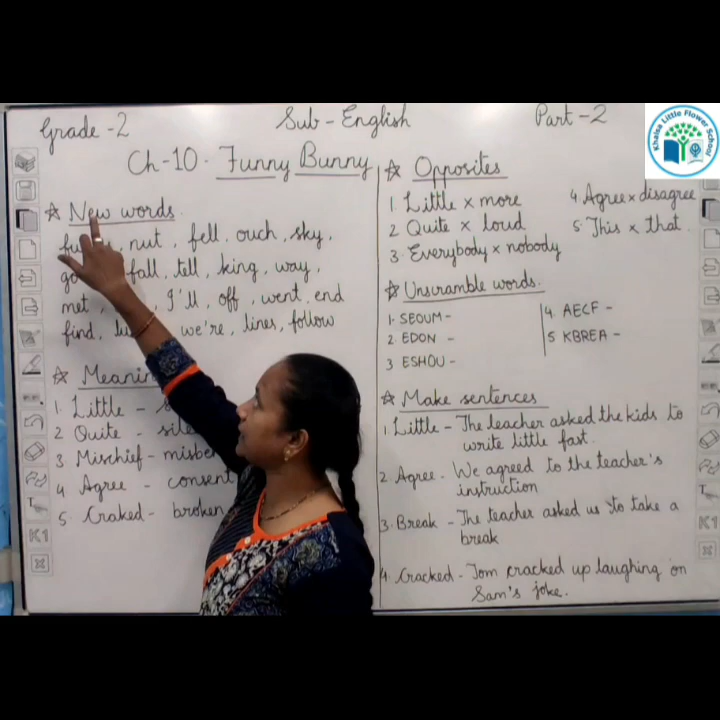 Grade -2 Sub - English Part -2
Ch-10. Funny Bunny
☆ New words.
nut, fell, ouch, sky,
fall, tell, king, way,
met, I'll, off, went, end
find, we're, lines, follow
☆ Meanin
1. Little -
2 Quite -
3 Mischief -
4 Agree - consent
5 Craked - broken
☆ Opposites
1 Little × more
2 Quite × loud
3. Everybody × nobody
4. Agree × disagree
5. This × that.
☆ Unscramble words.
1. SEOUM -
2 EDON -
3 ESHOU -
4. AECF -
5 KBREA -
☆ Make sentences
1. Little - The teacher asked the kids to
write little fast.
2 Agree - We agreed to the teacher's
instruction
3. Break - The teacher asked us to take a
break
4. Cracked - Tom cracked up laughing on
Sam's joke.
Khalsa Little Flower School
K1
K1